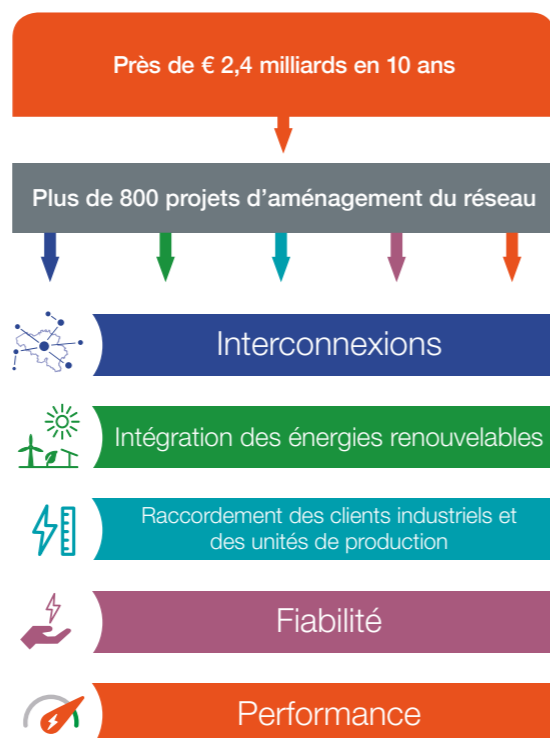 Près de € 2,4 milliards en 10 ans
Plus de 800 projets d'aménagement du réseau
Interconnexions
Intégration des énergies renouvelables
Raccordement des clients industriels et
des unités de production
Fiabilité
Performance